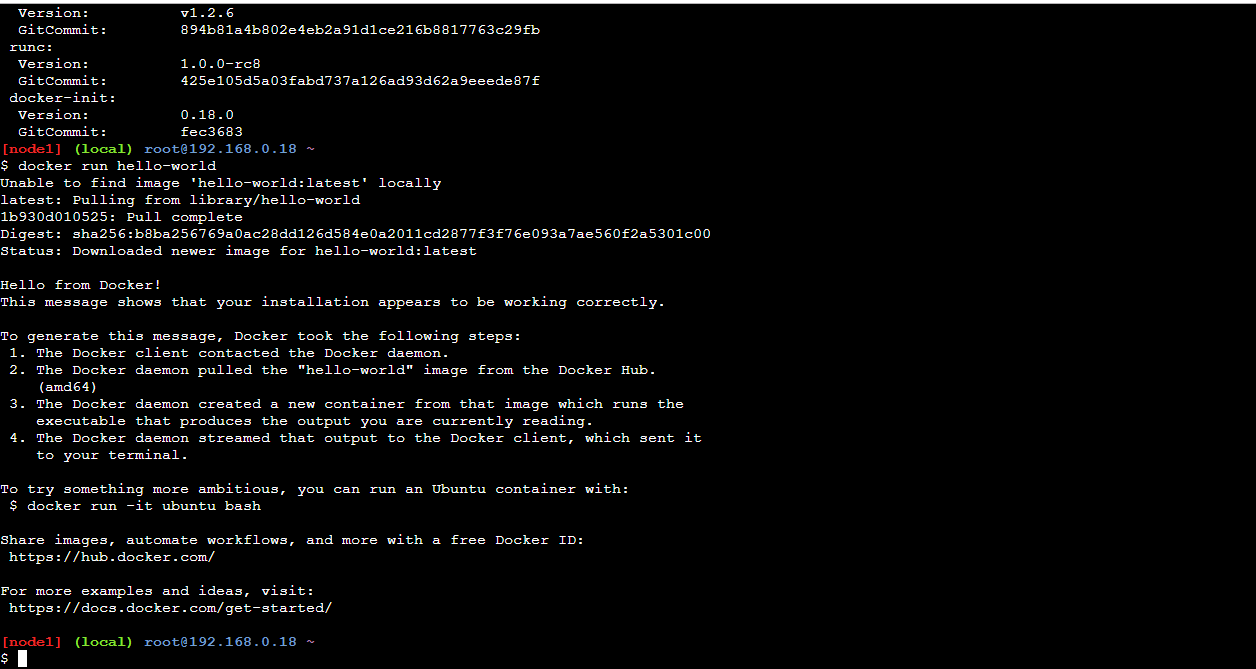 Version: v1.2.6
GitCommit: 894b81a4b802e4eb2a91d1ce216b8817763c29fb
runc:
Version: 1.0.0-rc8
GitCommit: 425e105d5a03fabd737a126ad93d62a9eeede87f
docker-init:
Version: 0.18.0
GitCommit: fec3683
[node1] (local) root@192.168.0.18 ~
$ docker run hello-world
Unable to find image 'hello-world:latest' locally
latest: Pulling from library/hello-world
1b930d010525: Pull complete
Digest: sha256:b8ba256769a0ac28dd126d584e0a2011cd2877f3f76e093a7ae560f2a5301c00
Status: Downloaded newer image for hello-world:latest

Hello from Docker!
This message shows that your installation appears to be working correctly.

To generate this message, Docker took the following steps:
1. The Docker client contacted the Docker daemon.
2. The Docker daemon pulled the "hello-world" image from the Docker Hub.
(amd64)
3. The Docker daemon created a new container from that image which runs the
executable that produces the output you are currently reading.
4. The Docker daemon streamed that output to the Docker client, which sent it
to your terminal.

To try something more ambitious, you can run an Ubuntu container with:
$ docker run -it ubuntu bash

Share images, automate workflows, and more with a free Docker ID:
https://hub.docker.com/

For more examples and ideas, visit:
https://docs.docker.com/get-started/

[node1] (local) root@192.168.0.18 ~
$